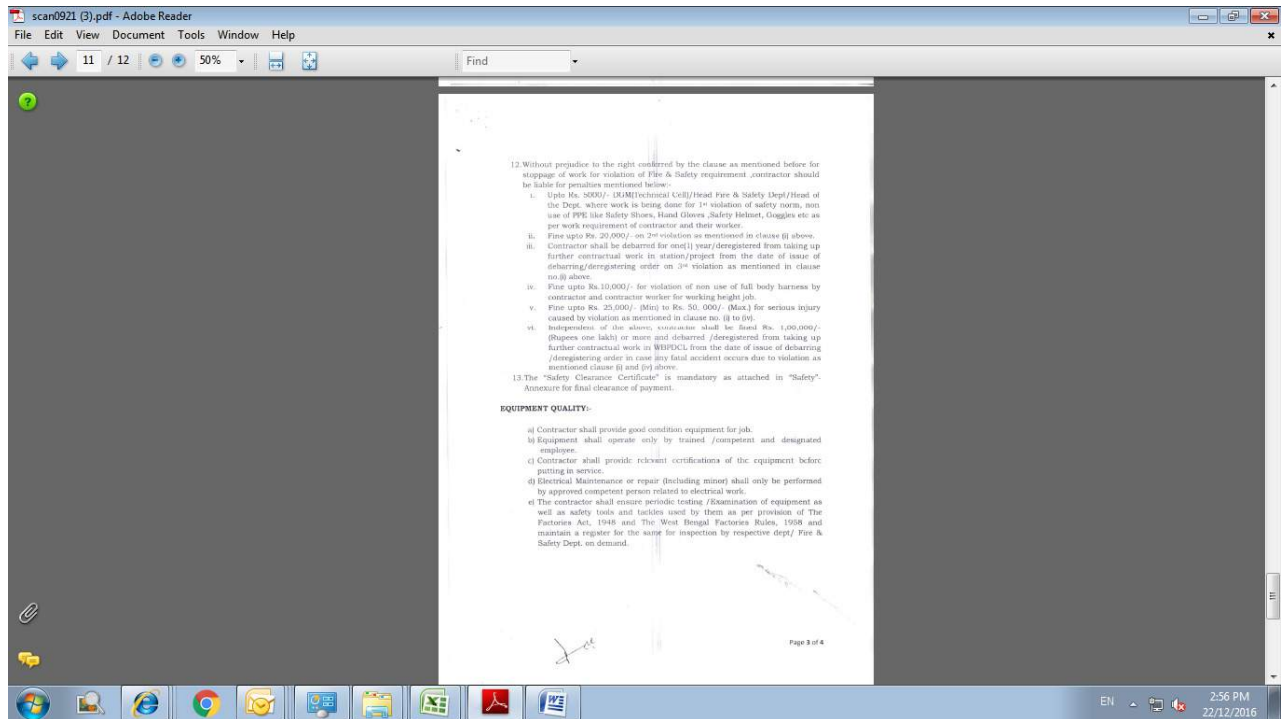 scan0921 (3).pdf - Adobe Reader
File Edit View Document Tools Window Help
11 / 12 50% Find
12.Without prejudice to the right conferred by the clause as mentioned before for
stoppage of work for violation of Fire & Safety requirement ,contractor should
be liable for penalties mentioned below:-
i. Upto Rs. 5000/- DGM(Technical Cell)/Head Fire & Safety Dept/Head of
the Dept. where work is being done for 1st violation of safety norm, non
use of PPE like Safety Shoes, Hand Gloves ,Safety Helmet, Goggles etc as
per work requirement of contractor and their worker.
ii. Fine upto Rs. 20,000/- on 2nd violation as mentioned in clause (i) above.
iii. Contractor shall be debarred for one(1) year/deregistered from taking up
further contractual work in station/project from the date of issue of
debarring/deregistering order on 3rd violation as mentioned in clause
no.(i) above.
iv. Fine upto Rs.10,000/- for violation of non use of full body harness by
contractor and contractor worker for working height job.
v. Fine upto Rs. 25,000/- (Min) to Rs. 50, 000/- (Max.) for serious injury
caused by violation as mentioned in clause no. (i) to (iv).
vi. Independent of the above, contractor shall be fined Rs. 1,00,000/-
(Rupees one lakh) or more and debarred /deregistered from taking up
further contractual work in WBPDCL from the date of issue of debarring
/deregistering order in case any fatal accident occurs due to violation as
mentioned clause (i) and (iv) above.
13.The "Safety Clearance Certificate" is mandatory as attached in "Safety"-
Annexure for final clearance of payment.
EQUIPMENT QUALITY:-
a) Contractor shall provide good condition equipment for job.
b) Equipment shall operate only by trained /competent and designated
employee.
c) Contractor shall provide relevant certifications of the equipment before
putting in service.
d) Electrical Maintenance or repair (Including minor) shall only be performed
by approved competent person related to electrical work.
e) The contractor shall ensure periodic testing /Examination of equipment as
well as safety tools and tackles used by them as per provision of The
Factories Act, 1948 and The West Bengal Factories Rules, 1958 and
maintain a register for the same for inspection by respective dept/ Fire &
Safety Dept. on demand.
Page 3 of 4
EN 2:56 PM
22/12/2016